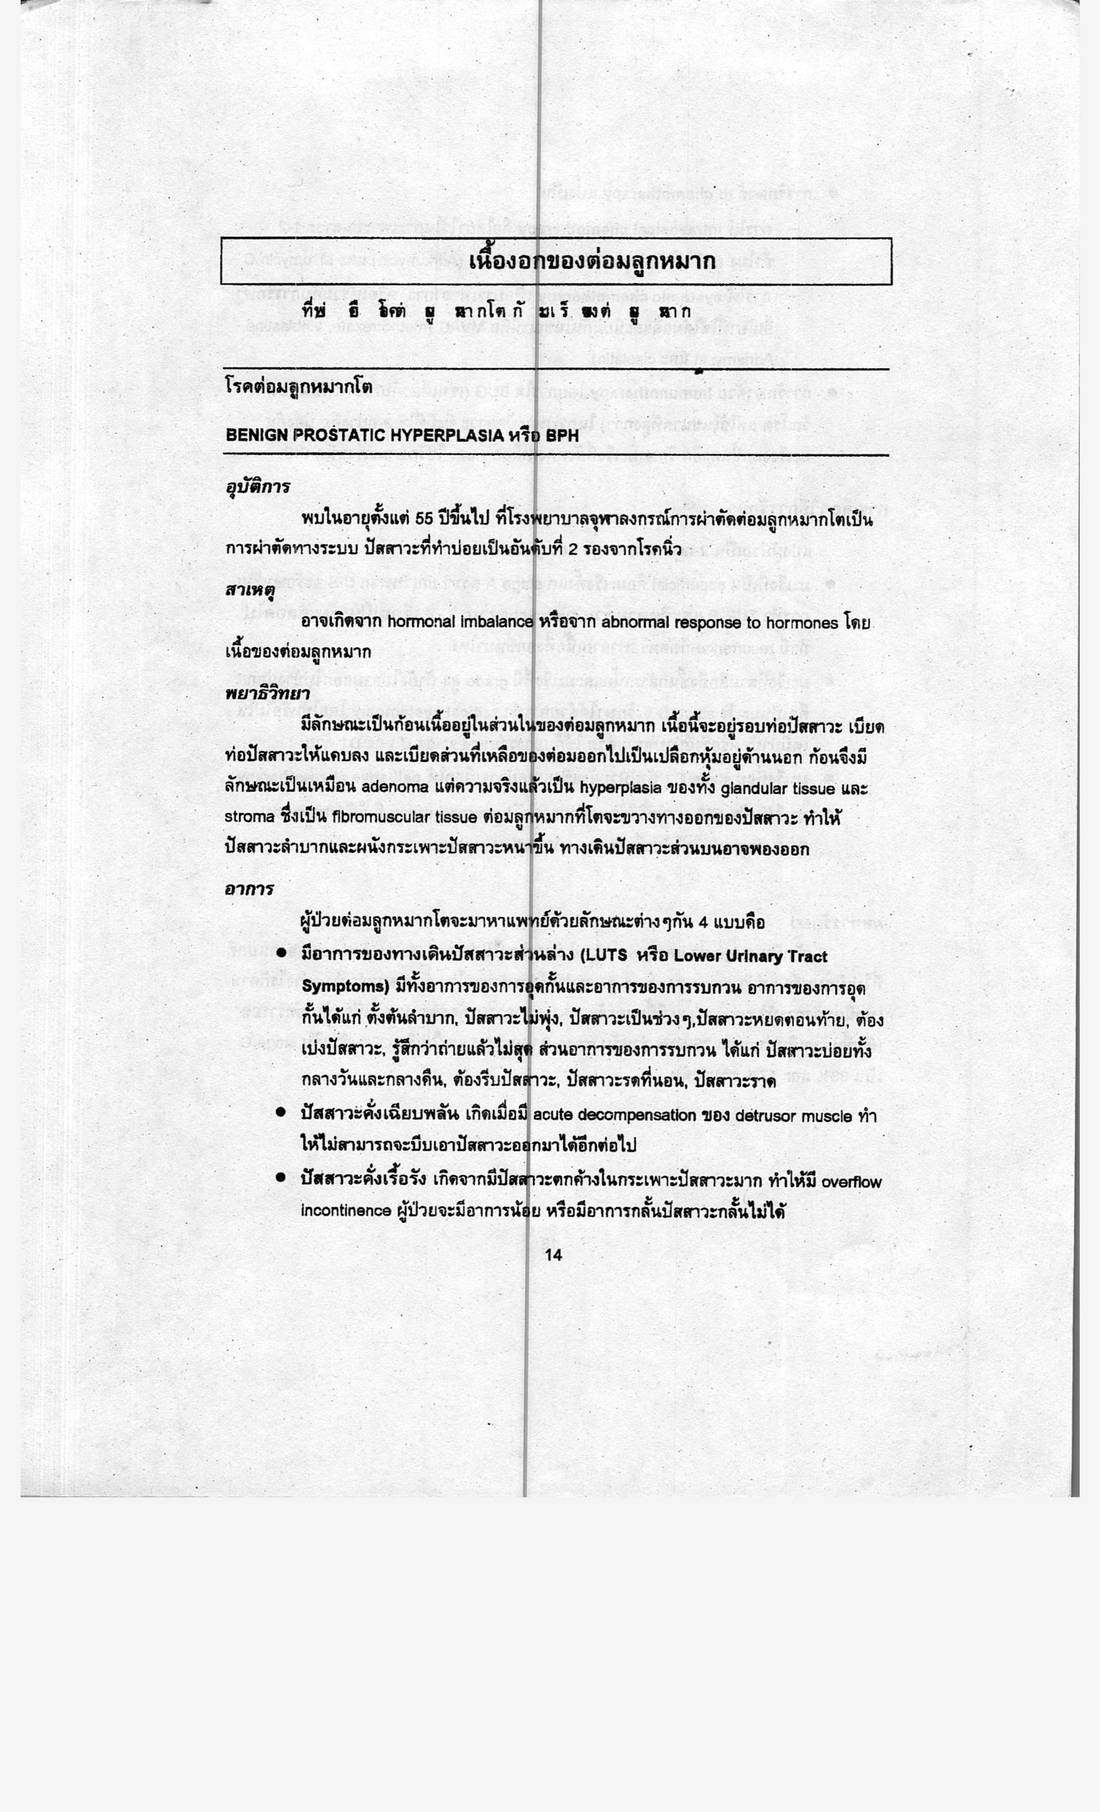 เนื้องอกของต่อมลูกหมาก
โรคต่อมลูกหมากโต
BENIGN PROSTATIC HYPERPLASIA หรือ BPH
อุบัติการ
พบในอายุตั้งแต่ 55 ปีขึ้นไป ที่โรงพยาบาลจุฬาลงกรณ์การผ่าตัดต่อมลูกหมากโตเป็น
การผ่าตัดทางระบบ ปัสสาวะที่ทำบ่อยเป็นอันดับที่ 2 รองจากโรคนิ่ว
สาเหตุ
อาจเกิดจาก hormonal imbalance หรือจาก abnormal response to hormones โดย
เนื้อของต่อมลูกหมาก
พยาธิวิทยา
มีลักษณะเป็นก้อนเนื้ออยู่ในส่วนในของต่อมลูกหมาก เนื้อนี้จะอยู่รอบท่อปัสสาวะ เบียด
ท่อปัสสาวะให้แคบลง และเบียดส่วนที่เหลือของต่อมออกไปเป็นเปลือกหุ้มอยู่ด้านนอก ก้อนจึงมี
ลักษณะเป็นเหมือน adenoma แต่ความจริงแล้วเป็น hyperplasia ของทั้ง glandular tissue และ
stroma ซึ่งเป็น fibromuscular tissue ต่อมลูกหมากที่โตจะขวางทางออกของปัสสาวะ ทำให้
ปัสสาวะลำบากและผนังกระเพาะปัสสาวะหนาขึ้น ทางเดินปัสสาวะส่วนบนอาจพองออก
อาการ
ผู้ป่วยต่อมลูกหมากโตจะมาหาแพทย์ด้วยลักษณะต่างๆกัน 4 แบบคือ
● มีอาการของทางเดินปัสสาวะส่วนล่าง (LUTS หรือ Lower Urinary Tract
Symptoms) มีทั้งอาการของการอุดกั้นและอาการของการรบกวน อาการของการอุด
กั้นได้แก่ ตั้งต้นลำบาก, ปัสสาวะไม่พุ่ง, ปัสสาวะเป็นช่วงๆ,ปัสสาวะหยดตอนท้าย, ต้อง
เบ่งปัสสาวะ, รู้สึกว่าถ่ายแล้วไม่สุด ส่วนอาการของการรบกวน ได้แก่ ปัสสาวะบ่อยทั้ง
กลางวันและกลางคืน, ต้องรีบปัสสาวะ, ปัสสาวะรดที่นอน, ปัสสาวะราด
● ปัสสาวะคั่งเฉียบพลัน เกิดเมื่อมี acute decompensation ของ detrusor muscle ทำ
ให้ไม่สามารถจะบีบเอาปัสสาวะออกมาได้อีกต่อไป
● ปัสสาวะคั่งเรื้อรัง เกิดจากมีปัสสาวะตกค้างในกระเพาะปัสสาวะมาก ทำให้มี overflow
incontinence ผู้ป่วยจะมีอาการน้อย หรือมีอาการกลั้นปัสสาวะกลั้นไม่ได้
14